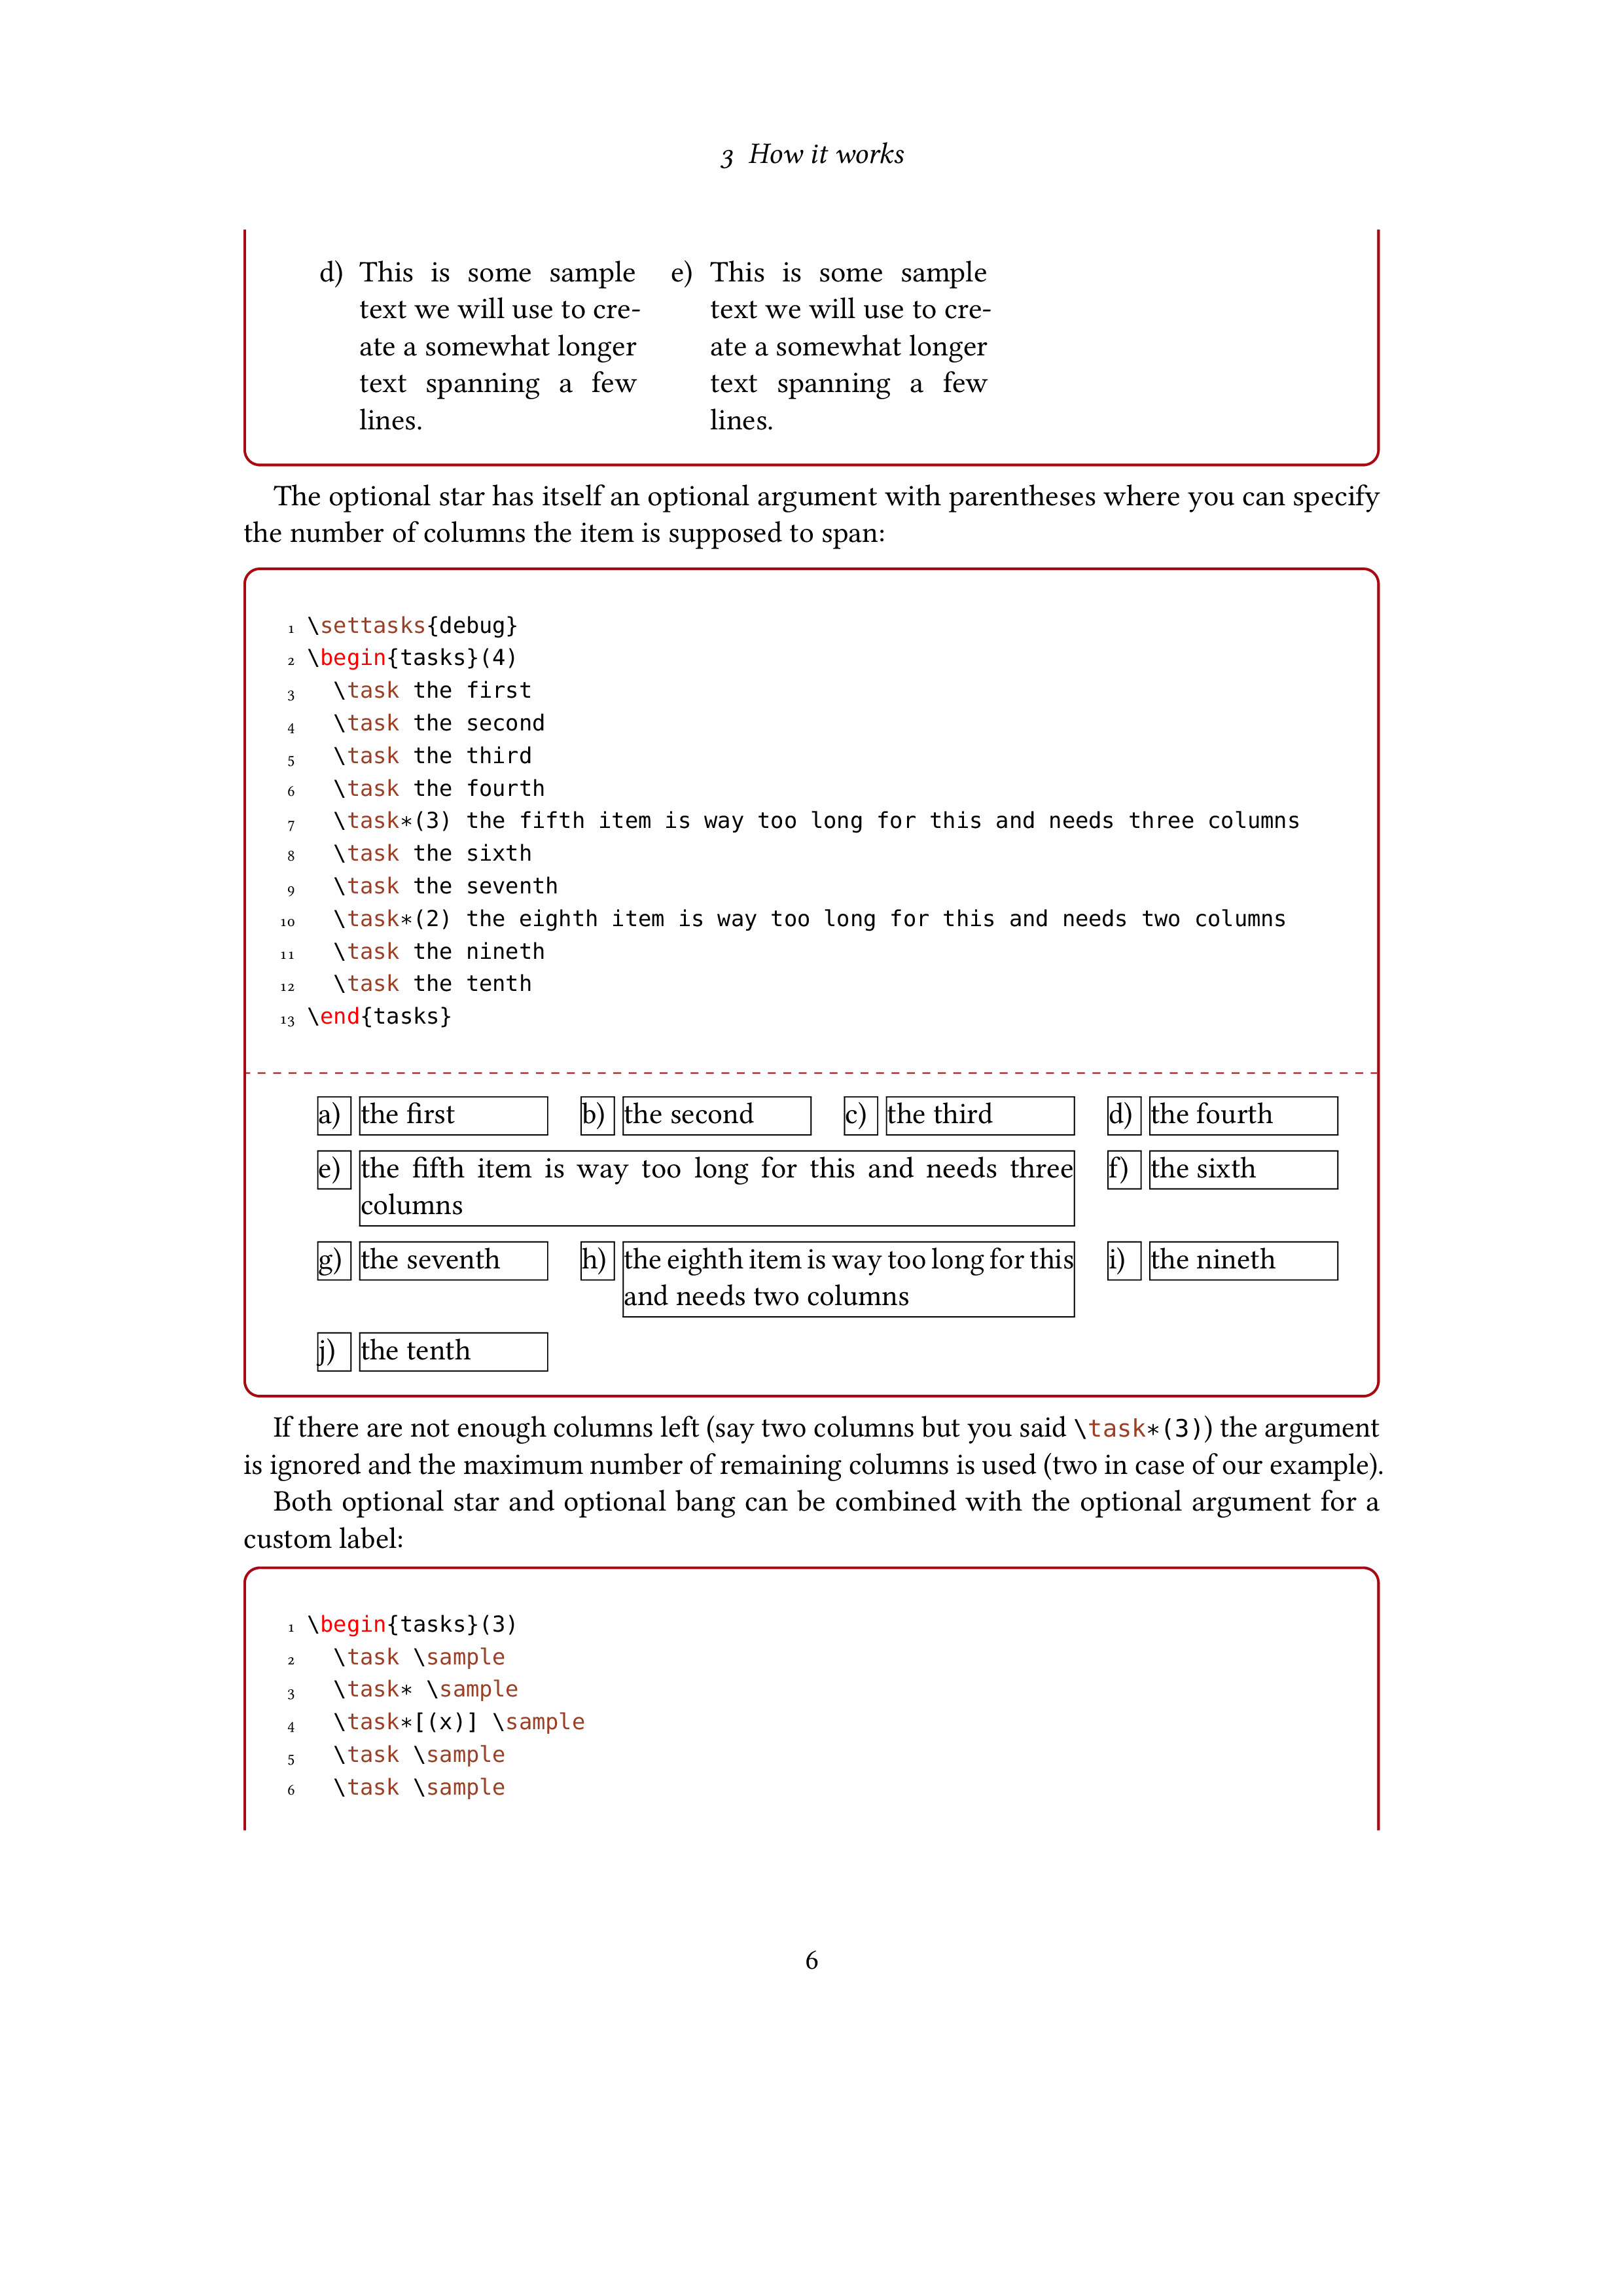 3 How it works
d) This is some sample
text we will use to cre-
ate a somewhat longer
text spanning a few
lines.
e) This is some sample
text we will use to cre-
ate a somewhat longer
text spanning a few
lines.
The optional star has itself an optional argument with parentheses where you can specify
the number of columns the item is supposed to span:
1 \settasks{debug}
2 \begin{tasks}(4)
3 \task the first
4 \task the second
5 \task the third
6 \task the fourth
7 \task*(3) the fifth item is way too long for this and needs three columns
8 \task the sixth
9 \task the seventh
10 \task*(2) the eighth item is way too long for this and needs two columns
11 \task the nineth
12 \task the tenth
13 \end{tasks}
a) the first b) the second c) the third d) the fourth
e) the fifth item is way too long for this and needs three
columns
f) the sixth
g) the seventh
h) the eighth item is way too long for this
and needs two columns
i) the nineth
j) the tenth
If there are not enough columns left (say two columns but you said \task*(3)) the argument
is ignored and the maximum number of remaining columns is used (two in case of our example).
Both optional star and optional bang can be combined with the optional argument for a
custom label:
1 \begin{tasks}(3)
2 \task \sample
3 \task* \sample
4 \task*[(x)] \sample
5 \task \sample
6 \task \sample
6